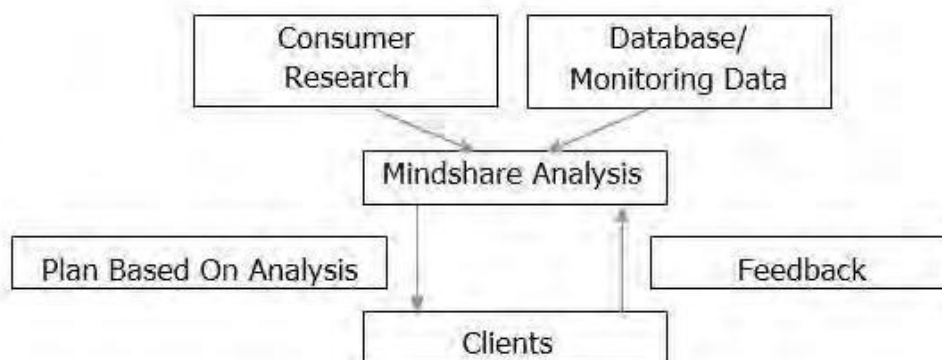 Consumer
Research
Database/
Monitoring Data
Mindshare Analysis
Plan Based On Analysis
Feedback
Clients